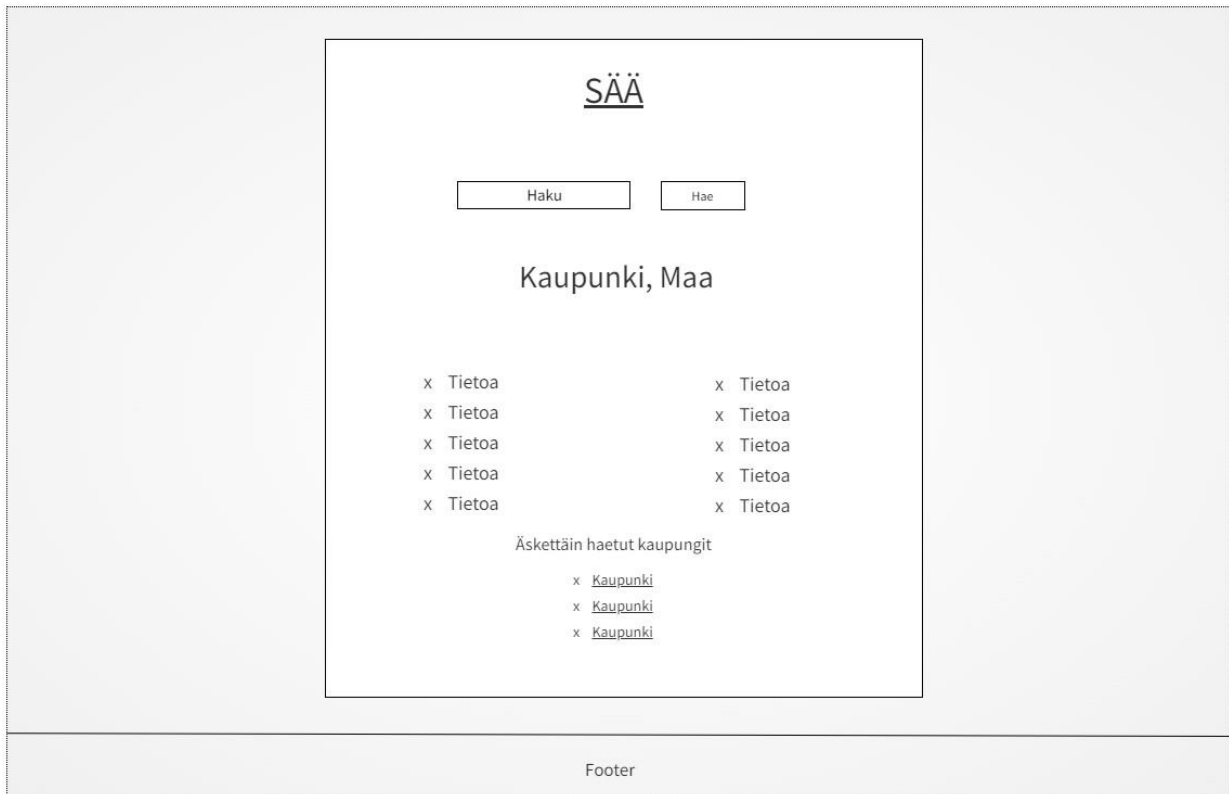 SÄÄ
Haku Hae
Kaupunki, Maa
x Tietoa x Tietoa
x Tietoa x Tietoa
x Tietoa x Tietoa
x Tietoa x Tietoa
x Tietoa x Tietoa
Äskettäin haetut kaupungit
x Kaupunki
x Kaupunki
x Kaupunki
Footer